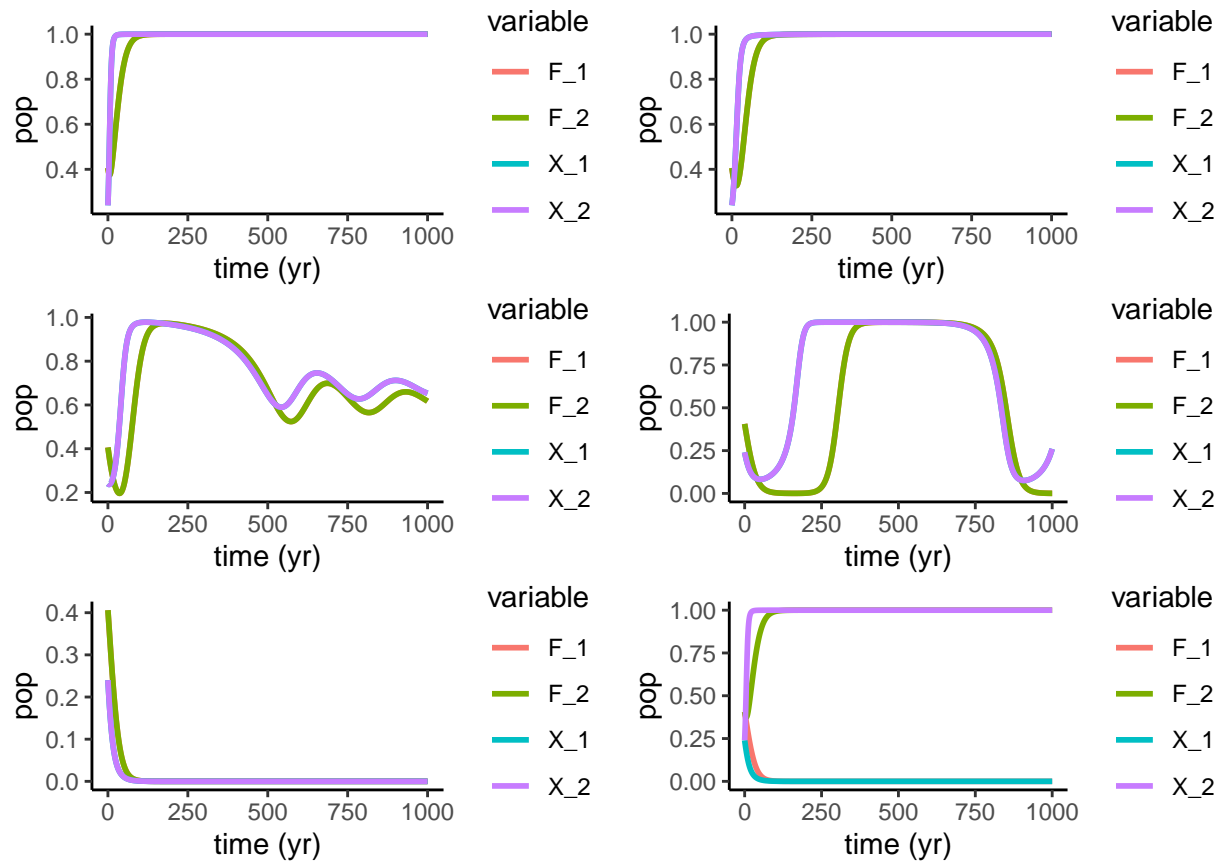 pop
1.0
0.8
0.6
0.4
0 250 500 750 1000
time (yr)
variable
F_1
F_2
X_1
X_2
pop
1.0
0.8
0.6
0.4
0 250 500 750 1000
time (yr)
variable
F_1
F_2
X_1
X_2
pop
1.0
0.8
0.6
0.4
0.2
0 250 500 750 1000
time (yr)
variable
F_1
F_2
X_1
X_2
pop
1.00
0.75
0.50
0.25
0.00
0 250 500 750 1000
time (yr)
variable
F_1
F_2
X_1
X_2
pop
0.4
0.3
0.2
0.1
0.0
0 250 500 750 1000
time (yr)
variable
F_1
F_2
X_1
X_2
pop
1.00
0.75
0.50
0.25
0.00
0 250 500 750 1000
time (yr)
variable
F_1
F_2
X_1
X_2